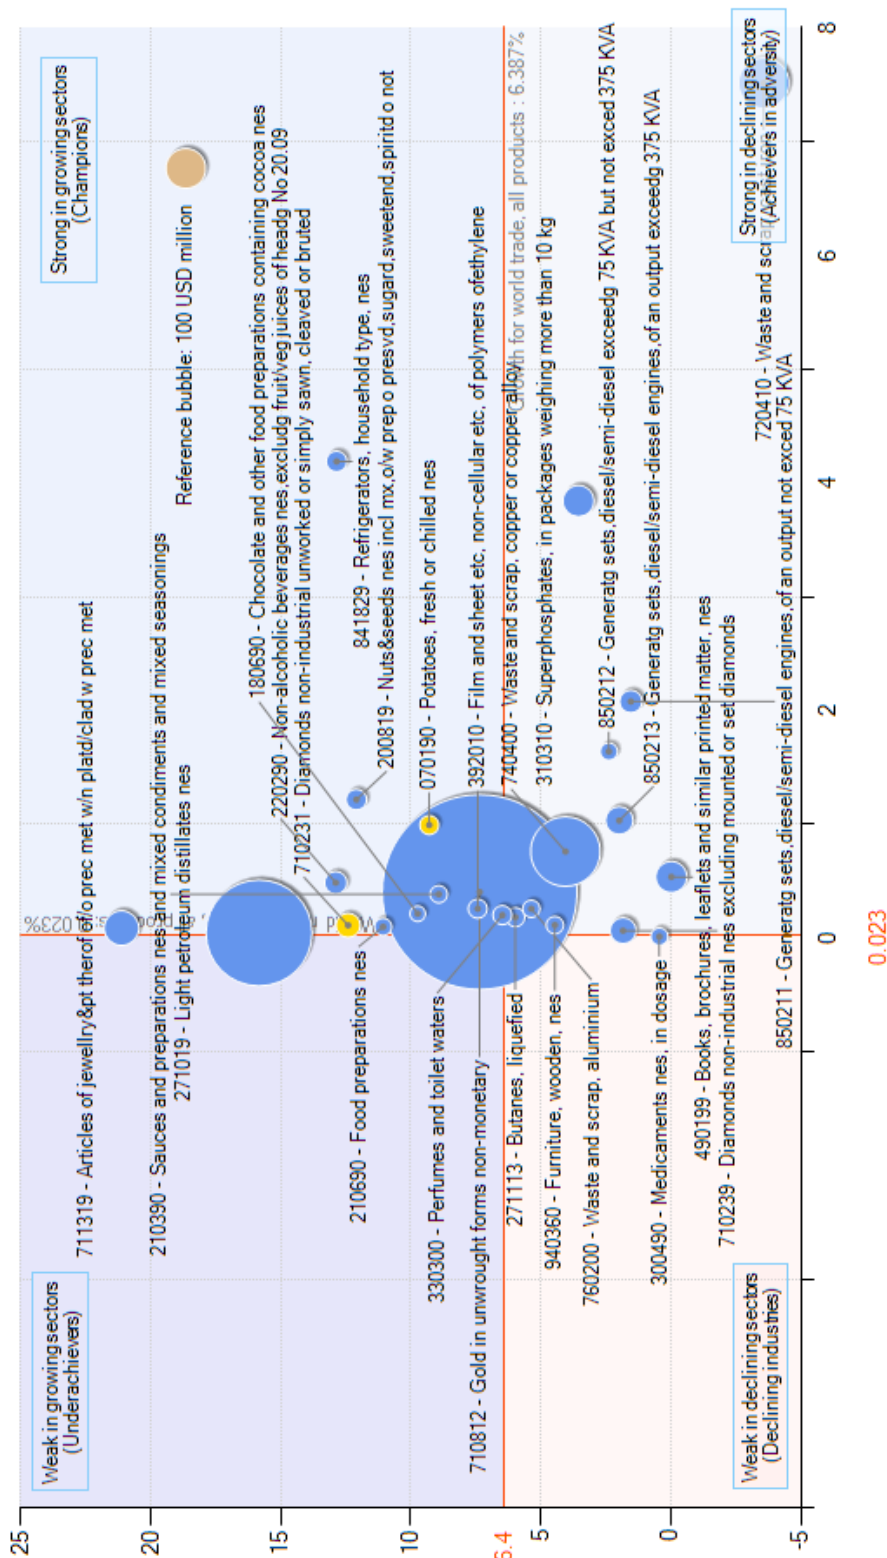 Weak in growing sectors
(Underachievers)
Strong in growing sectors
(Champions)
711319 - Articles of jewellry&pt therof of/o prec met w/n platd/clad w prec met
210390 - Sauces and preparations nes and mixed condiments and mixed seasonings
271019 - Light petroleum distillates nes
Reference bubble: 100 USD million
180690 - Chocolate and other food preparations containing cocoa nes
220290 - Non-alcoholic beverages nes,excludg fruit/veg juices of headg No 20.09
710231 - Diamonds non-industrial unworked or simply sawn, cleaved or bruted
210690 - Food preparations nes
841829 - Refrigerators, household type, nes
200819 - Nuts&seeds nes incl mx,o/w prep o presvd,sugard,sweetend,spiritd o not
070190 - Potatoes, fresh or chilled nes
330300 - Perfumes and toilet waters
710812 - Gold in unwrought forms non-monetary
392010 - Film and sheet etc, non-cellular etc, of polymers ofethylene
740400 - Waste and scrap, copper or copper alloy
Growth for world trade, all products : 6.387%
271113 - Butanes, liquefied
310310 - Superphosphates, in packages weighing more than 10 kg
940360 - Furniture, wooden, nes
760200 - Waste and scrap, aluminium
850212 - Generatg sets,diesel/semi-diesel exceedg 75 KVA but not exceed 375 KVA
850213 - Generatg sets,diesel/semi-diesel engines,of an output exceedg 375 KVA
300490 - Medicaments nes, in dosage
490199 - Books, brochures, leaflets and similar printed matter, nes
710239 - Diamonds non-industrial nes excluding mounted or set diamonds
720410 - Waste and scrap
850211 - Generatg sets,diesel/semi-diesel engines,of an output not exceed 75 KVA
Weak in declining sectors
(Declining industries)
Strong in declining sectors
(Achievers in adversity)
25
20
15
10
6.4
5
0
-5
0
2
4
6
8
0.023